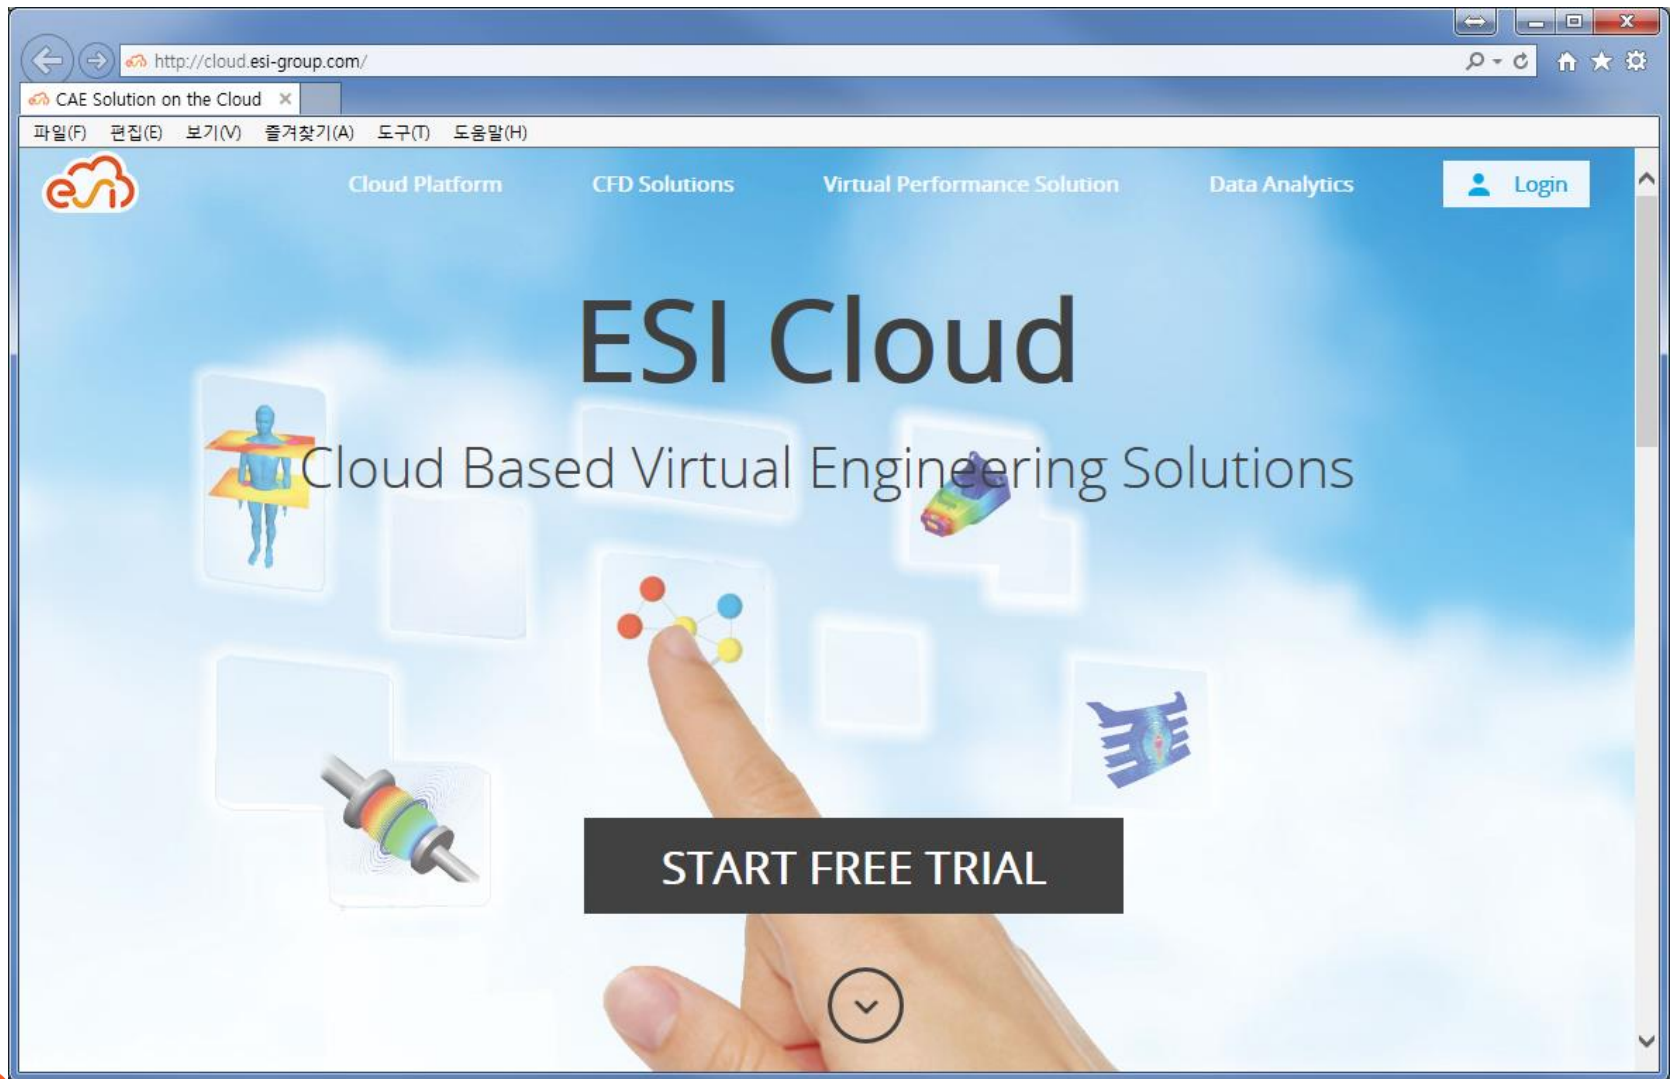 http://cloud.esi-group.com/
CAE Solution on the Cloud
파일(F) 편집(E) 보기(V) 즐겨찾기(A) 도구(T) 도움말(H)
esi
Cloud Platform CFD Solutions Virtual Performance Solution Data Analytics Login
ESI Cloud
Cloud Based Virtual Engineering Solutions
START FREE TRIAL